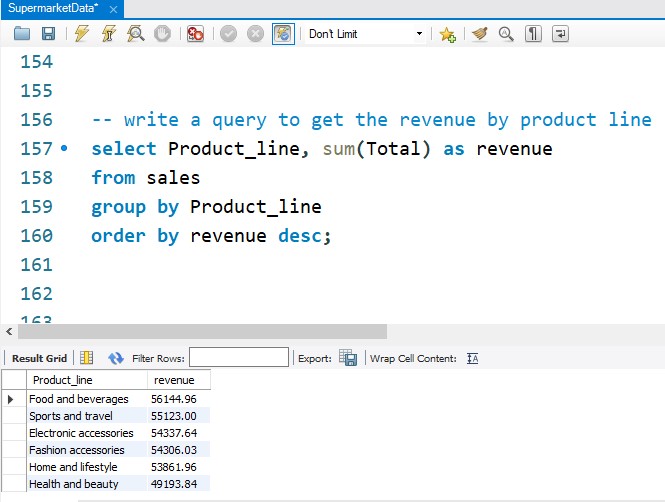 SupermarketData*
Don't Limit
154
155
156 -- write a query to get the revenue by product line
157 select Product_line, sum(Total) as revenue
158 from sales
159 group by Product_line
160 order by revenue desc;
161
162
163
Result Grid Filter Rows: Export: Wrap Cell Content: IA
Product_line revenue
Food and beverages 56144.96
Sports and travel 55123.00
Electronic accessories 54337.64
Fashion accessories 54306.03
Home and lifestyle 53861.96
Health and beauty 49193.84